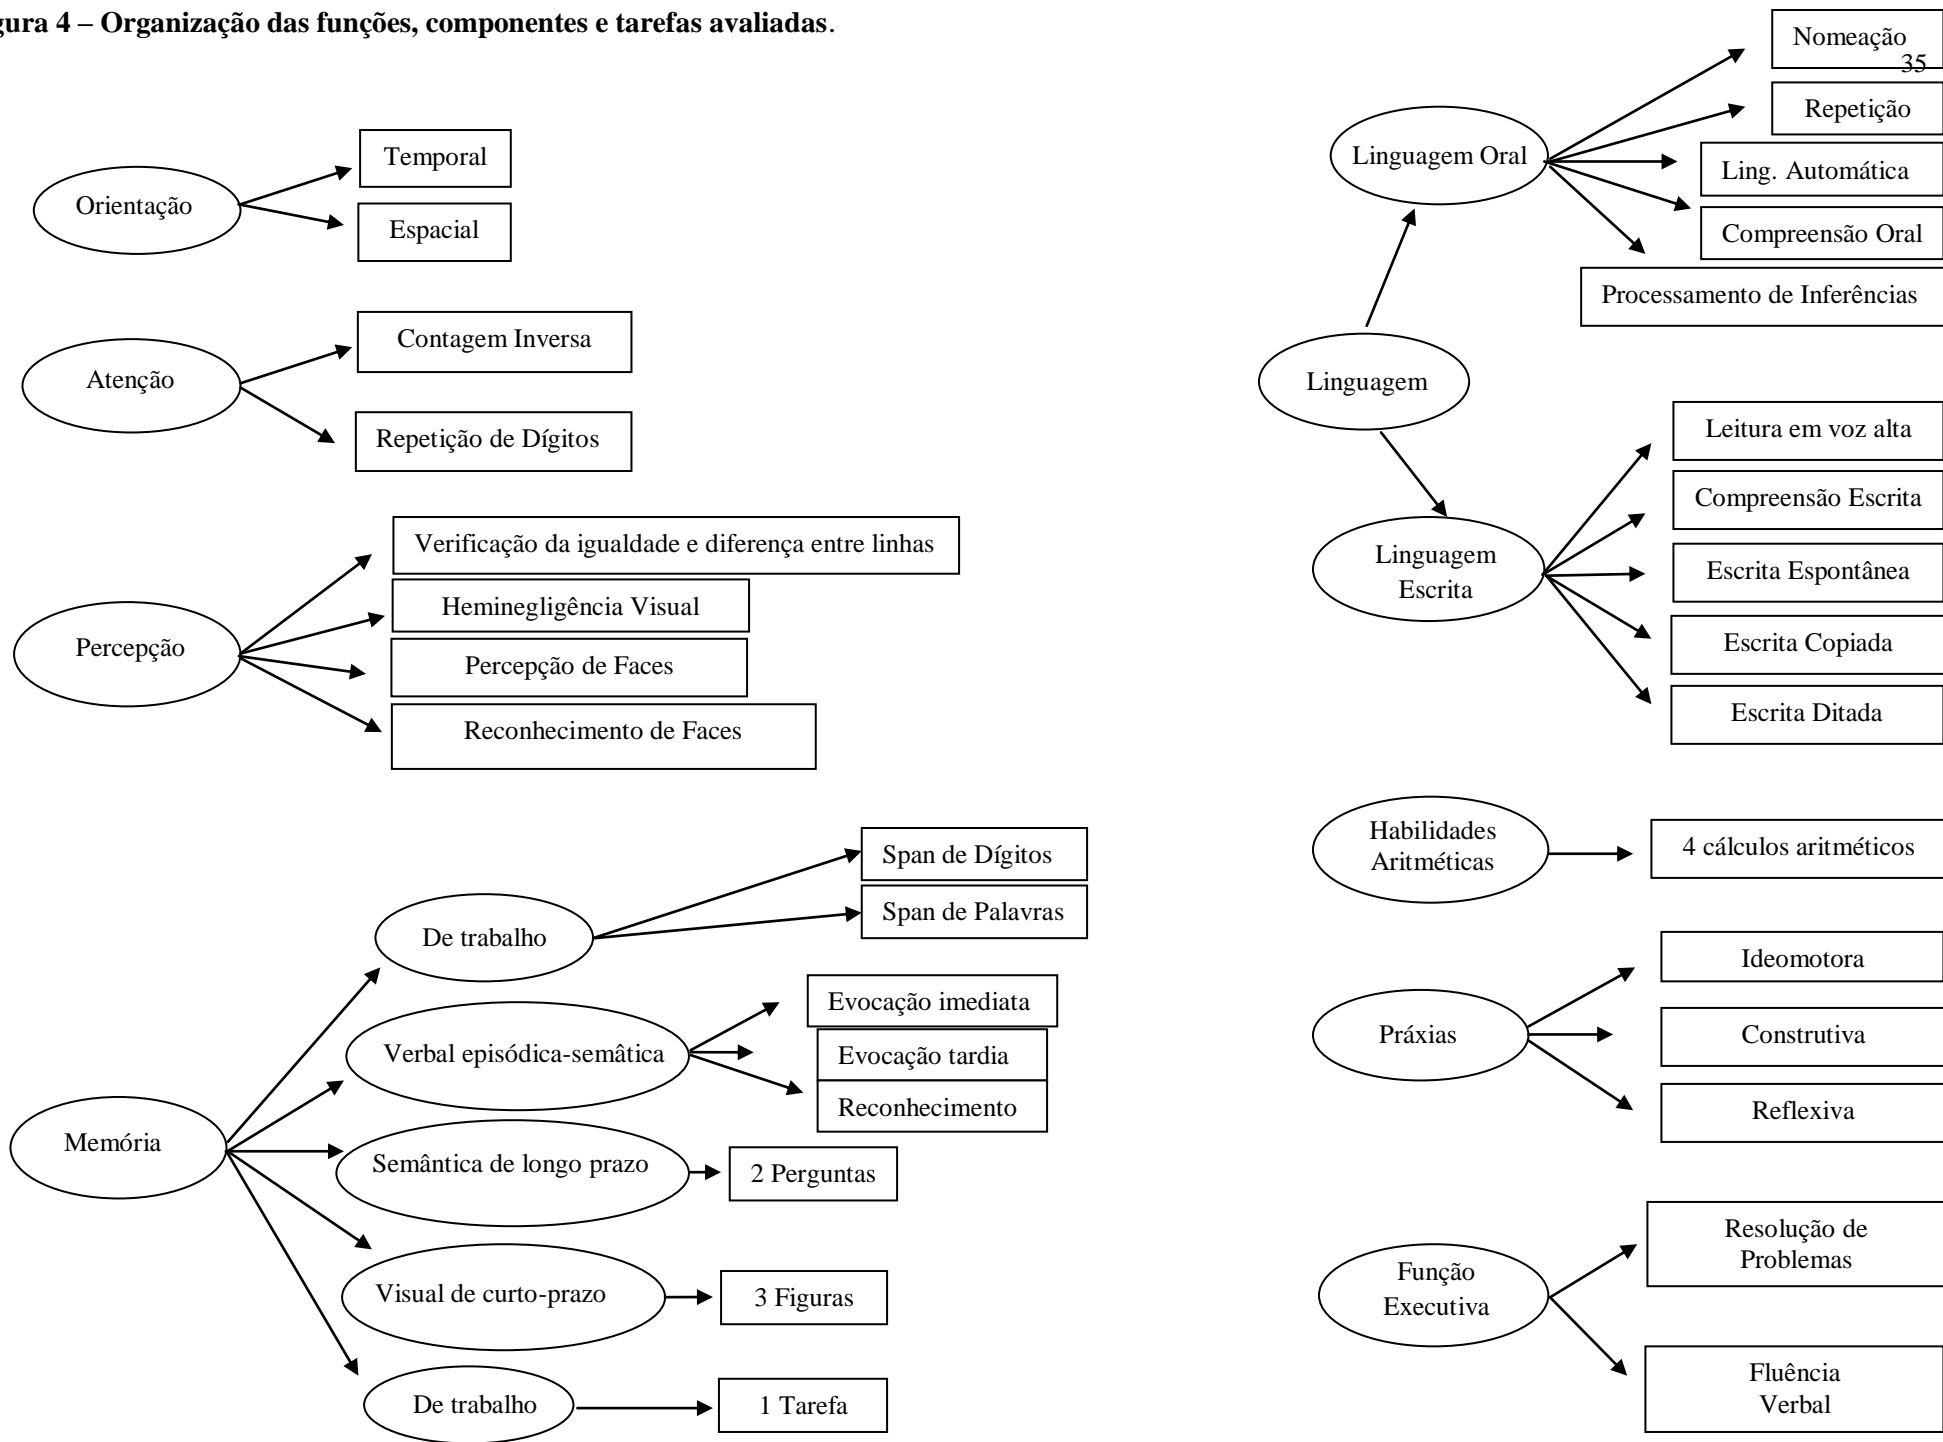 gura 4 – Organização das funções, componentes e tarefas avaliadas.
35
Orientação
Temporal
Espacial
Atenção
Contagem Inversa
Repetição de Dígitos
Percepção
Verificação da igualdade e diferença entre linhas
Heminegligência Visual
Percepção de Faces
Reconhecimento de Faces
Memória
De trabalho
Span de Dígitos
Span de Palavras
Verbal episódica-semâtica
Evocação imediata
Evocação tardia
Reconhecimento
Semântica de longo prazo
2 Perguntas
Visual de curto-prazo
3 Figuras
De trabalho
1 Tarefa
Linguagem
Linguagem Oral
Nomeação
Repetição
Ling. Automática
Compreensão Oral
Processamento de Inferências
Linguagem
Escrita
Leitura em voz alta
Compreensão Escrita
Escrita Espontânea
Escrita Copiada
Escrita Ditada
Habilidades
Aritméticas
4 cálculos aritméticos
Práxias
Ideomotora
Construtiva
Reflexiva
Função
Executiva
Resolução de
Problemas
Fluência
Verbal